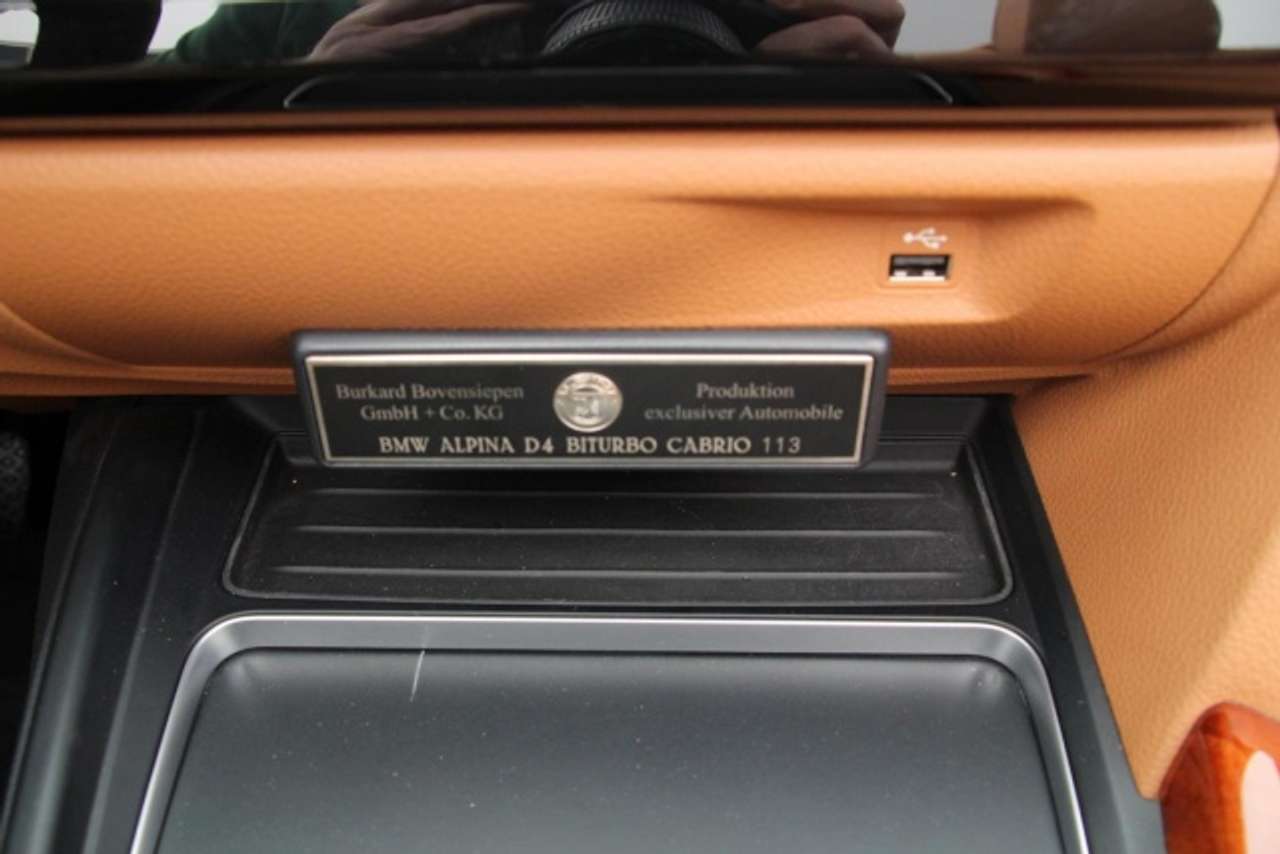 Burkard Bovensiepen
GmbH + Co. KG
Produktion
exclusiver Automobile
BMW ALPINA D4 BITURBO CABRIO 113